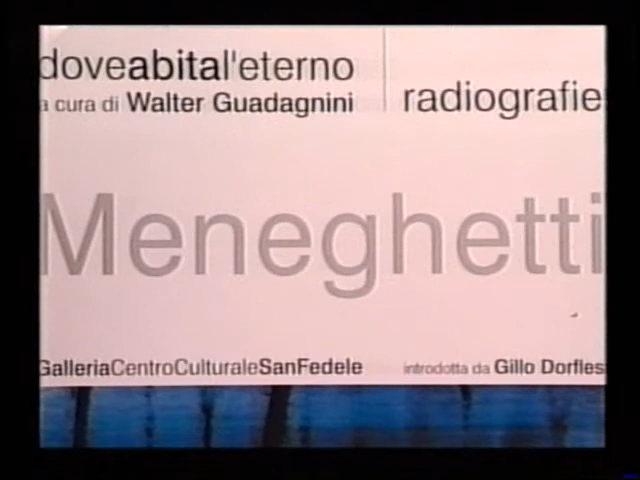 doveabital'eterno
a cura di Walter Guadagnini
radiografie
Meneghetti
GalleriaCentroCulturaleSanFedele
introdotta da Gillo Dorfles